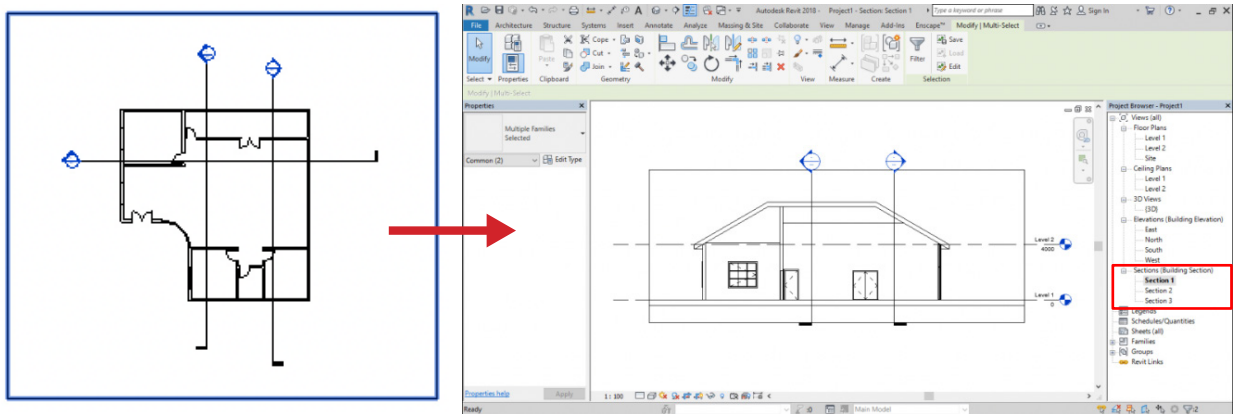 Autodesk Revit 2018 - Project1 - Section: Section 1
Type a keyword or phrase
Sign In
File Architecture Structure Systems Insert Annotate Analyze Massing & Site Collaborate View Manage Add-Ins Enscape™ Modify | Multi-Select
Modify
Paste
Cope
Cut
Join
Filter
Save
Load
Edit
Select Properties Clipboard Geometry Modify View Measure Create Selection
Modify | Multi-Select
Properties
Multiple Families
Selected
Common (2) Edit Type
Properties help
Apply
Level 2
4000
Level 1
0
1 : 100
Project Browser - Project1
Views (all)
Floor Plans
Level 1
Level 2
Site
Ceiling Plans
Level 1
Level 2
3D Views
{3D}
Elevations (Building Elevation)
East
North
South
West
Sections (Building Section)
Section 1
Section 2
Section 3
Legends
Schedules/Quantities
Sheets (all)
Families
Groups
Revit Links
Ready
:0
Main Model
:2